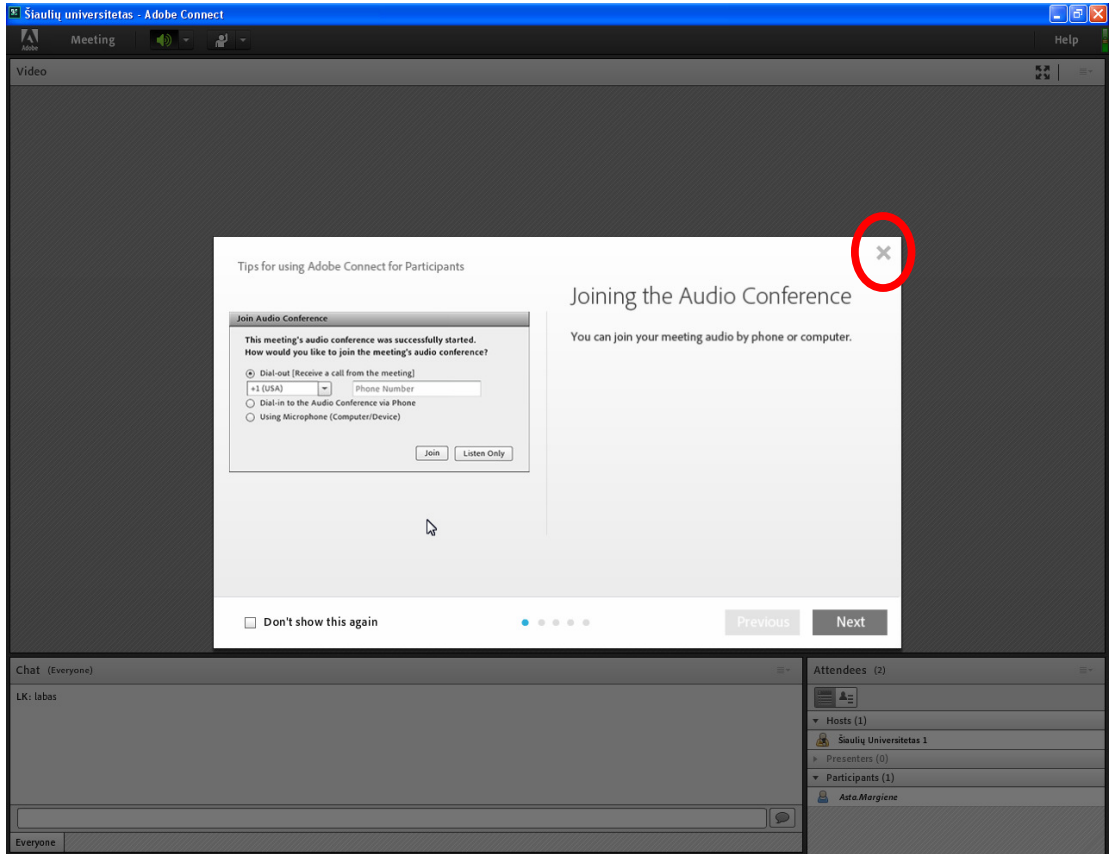 Šiaulių universitetas - Adobe Connect
Adobe
Meeting
Help
Video
Tips for using Adobe Connect for Participants
Joining the Audio Conference
You can join your meeting audio by phone or computer.
Join Audio Conference
This meeting's audio conference was successfully started.
How would you like to join the meeting's audio conference?
Dial-out [Receive a call from the meeting]
+1 (USA)
Phone Number
Dial-in to the Audio Conference via Phone
Using Microphone (Computer/Device)
Join
Listen Only
Don't show this again
Previous
Next
Chat (Everyone)
LK: labas
Everyone
Attendees (2)
Hosts (1)
Šiaulių Universitetas 1
Presenters (0)
Participants (1)
Asta.Margiene